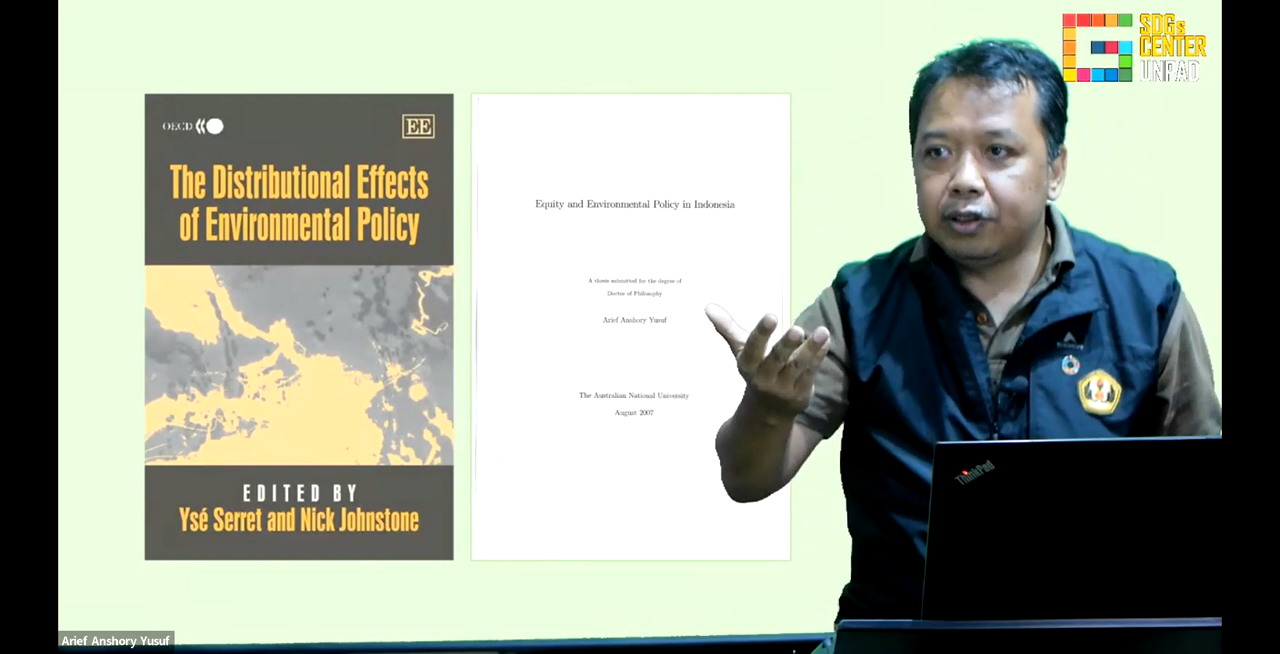 SDGs
CENTER
UNPAD
OECD
EE
The Distributional Effects
of Environmental Policy
EDITED BY
Ysé Serret and Nick Johnstone
Equity and Environmental Policy in Indonesia
A thesis submitted for the degree of
Doctor of Philosophy
Arief Anshory Yusuf
The Australian National University
August 2007
ThinkPad
Arief Anshory Yusuf